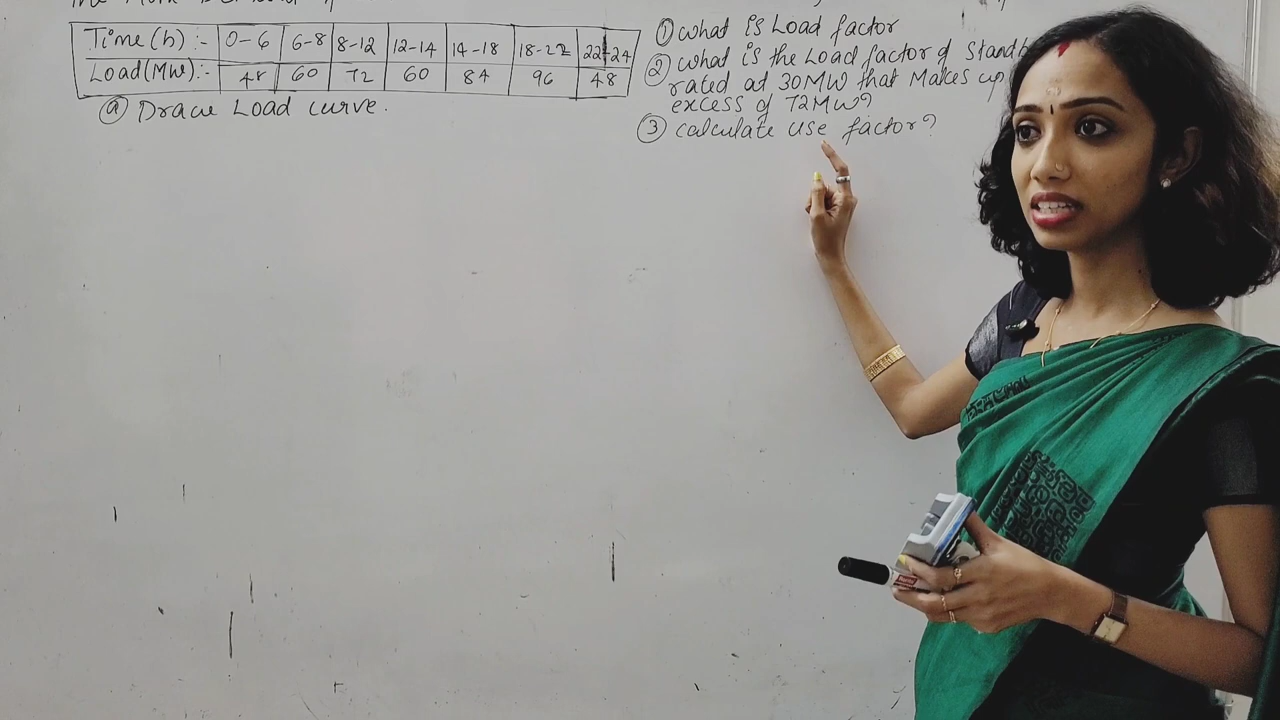 Time(h) :- 0-6 6-8 8-12 12-14 14-18 18-22 22-24
Load(MW):- 48 60 72 60 84 96 48
ⓐ Draw Load curve.
① what is Load factor
② what is the Load factor of
rated at 30MW that Makes up
excess of 72MW?
③ calculate use factor?